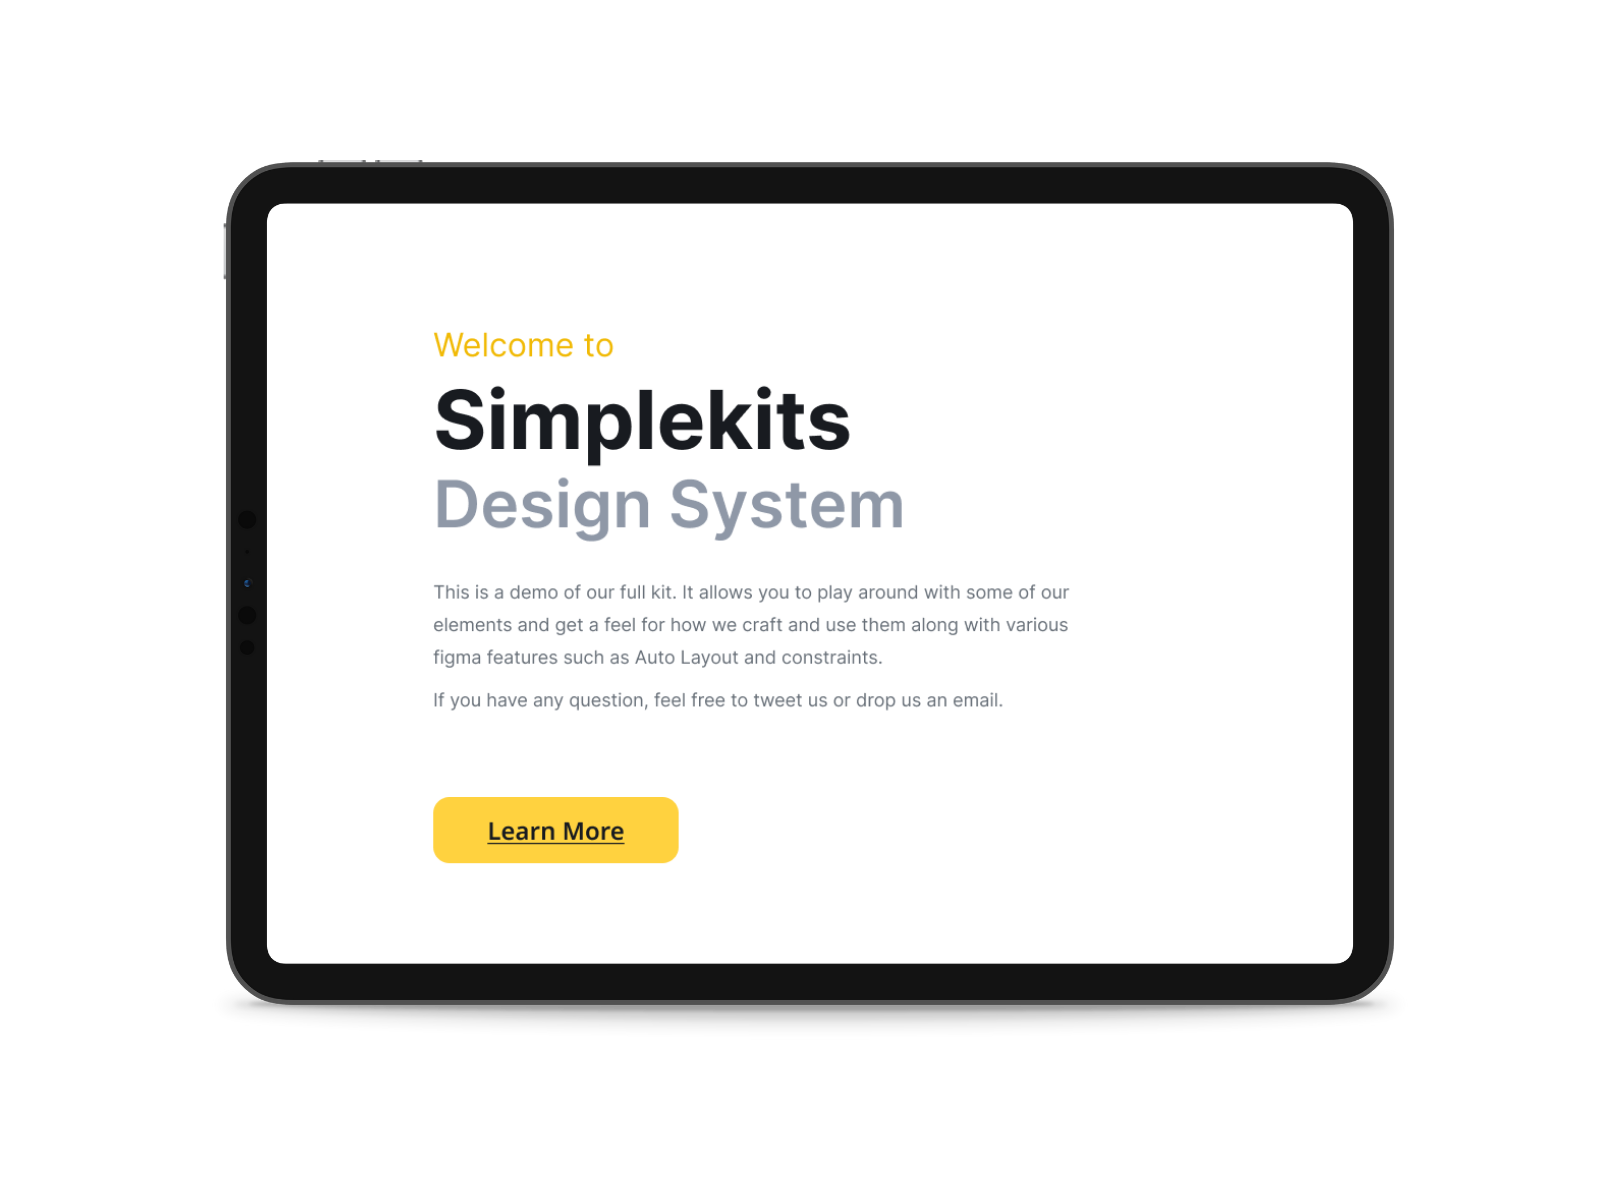 Welcome to
Simplekits
Design System
This is a demo of our full kit. It allows you to play around with some of our
elements and get a feel for how we craft and use them along with various
figma features such as Auto Layout and constraints.
If you have any question, feel free to tweet us or drop us an email.
Learn More